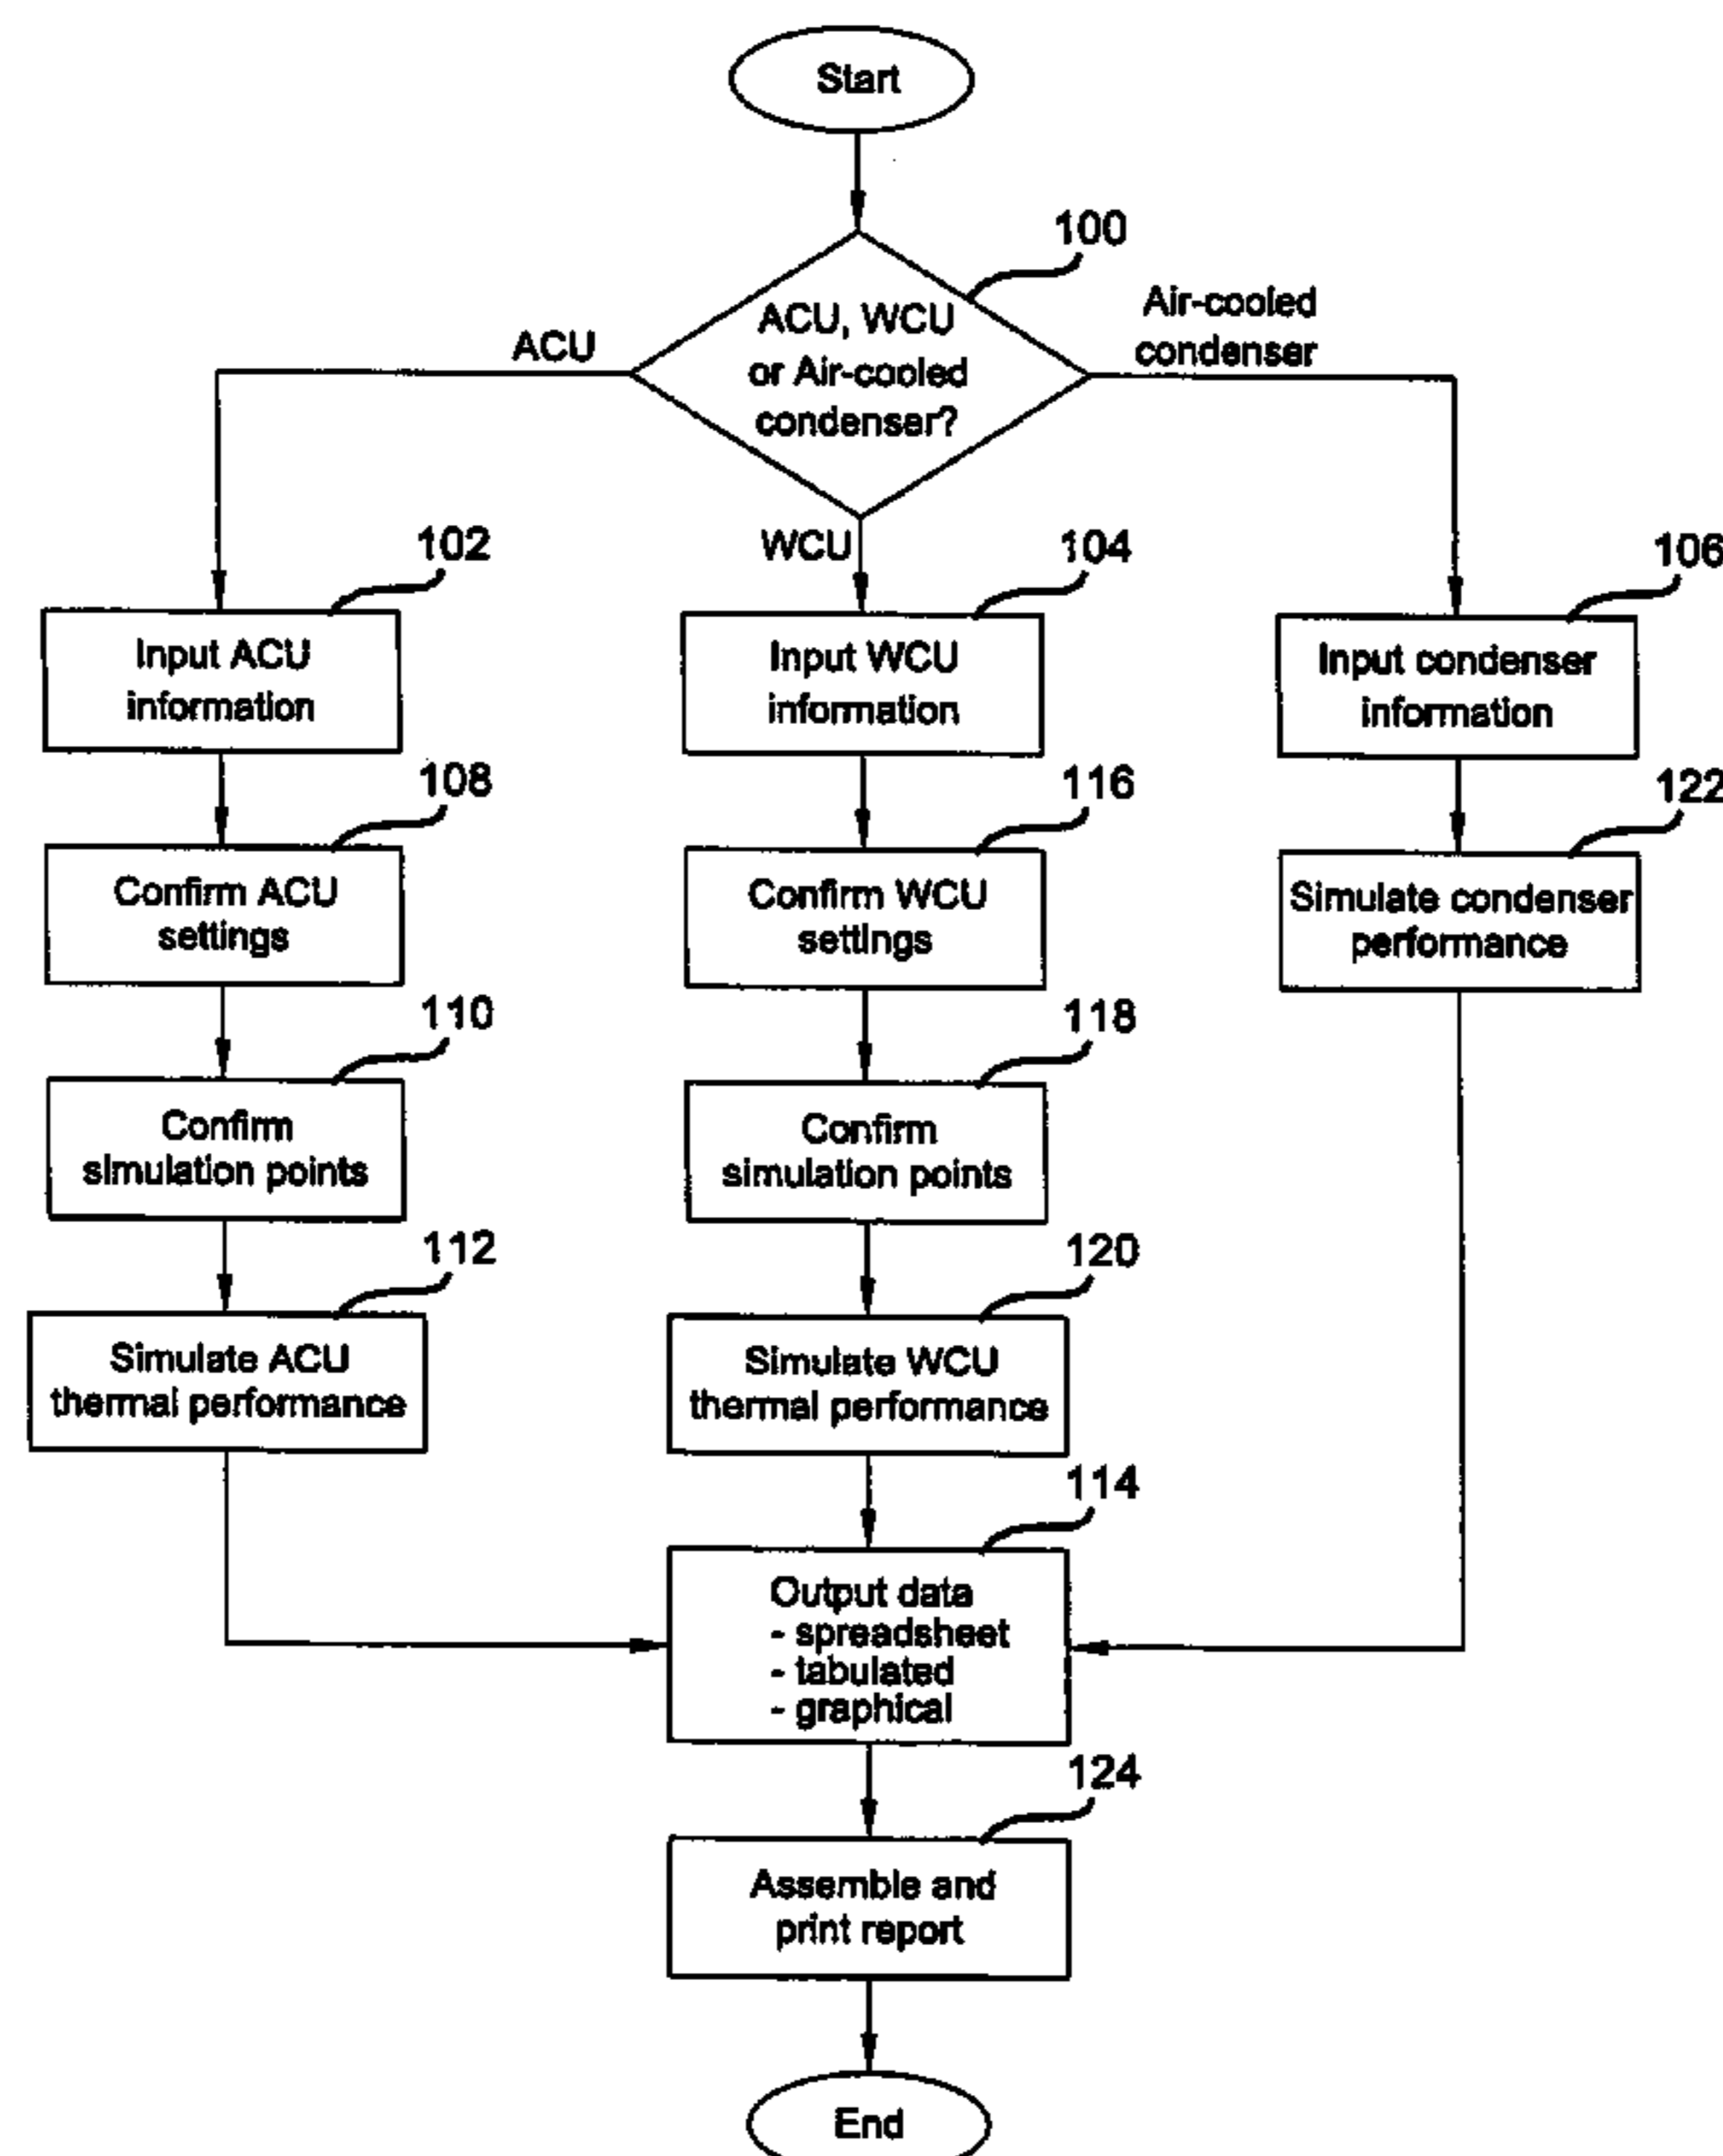 Start
100
ACU, WCU
or Air-cooled
condenser?
ACU
Air-cooled
condenser
WCU
102
Input ACU
information
104
Input WCU
information
106
Input condenser
information
108
Confirm ACU
settings
116
Confirm WCU
settings
122
Simulate condenser
performance
110
Confirm
simulation points
118
Confirm
simulation points
112
Simulate ACU
thermal performance
120
Simulate WCU
thermal performance
114
Output data
- spreadsheet
- tabulated
- graphical
124
Assemble and
print report
End